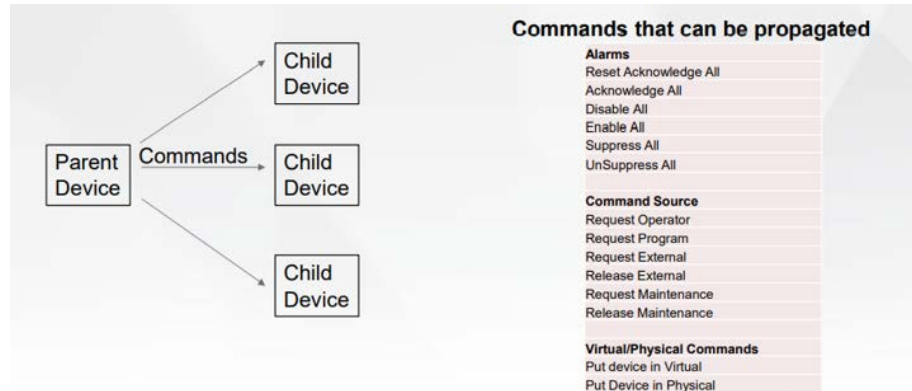 Commands that can be propagated
Child
Device
Parent
Device
Commands
Child
Device
Child
Device
Alarms
Reset Acknowledge All
Acknowledge All
Disable All
Enable All
Suppress All
UnSuppress All
Command Source
Request Operator
Request Program
Request External
Release External
Request Maintenance
Release Maintenance
Virtual/Physical Commands
Put device in Virtual
Put Device in Physical